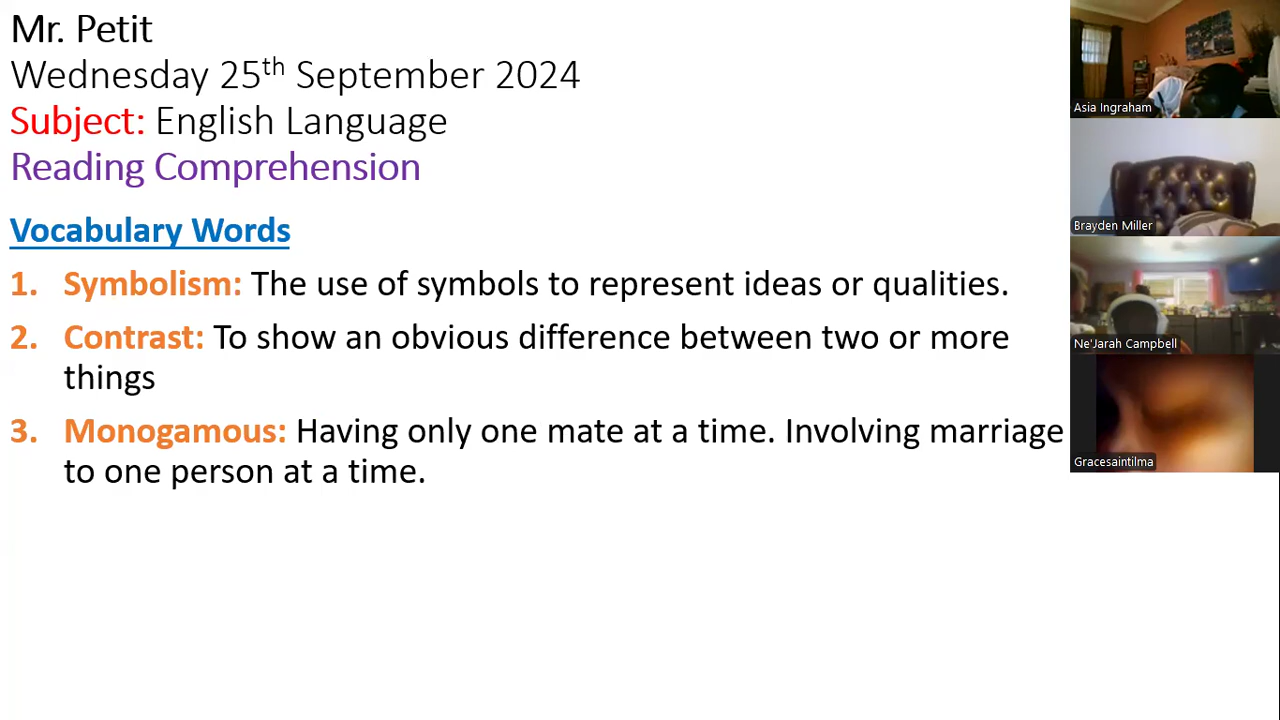 Mr. Petit
Wednesday 25th September 2024
Subject: English Language
Reading Comprehension
Vocabulary Words
1. Symbolism: The use of symbols to represent ideas or qualities.
2. Contrast: To show an obvious difference between two or more
things
3. Monogamous: Having only one mate at a time. Involving marriage
to one person at a time.
Asia Ingraham
Brayden Miller
Ne'Jarah Campbell
Gracesaintilma